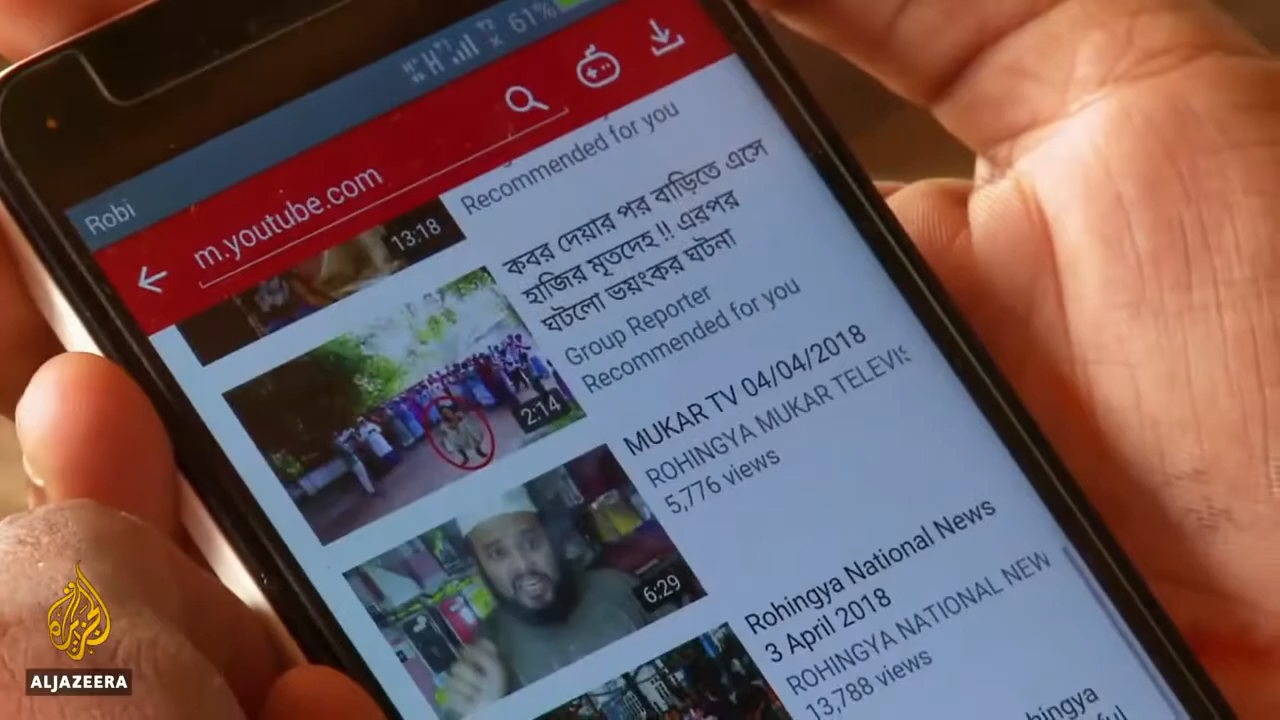 Robi
61%
m.youtube.com
Recommended for you
13:18
কবর দেয়ার পর বাড়িতে এসে
হাজির মৃতদেহ !! এরপর
ঘটলো ভয়ংকর ঘটনা
Group Reporter
Recommended for you
2:14
MUKAR TV 04/04/2018
ROHINGYA MUKAR
5,776 views
6:29
Rohingya National News
3 April 2018
ROHINGYA NATIONAL NEW
13,788 views
ALJAZEERA